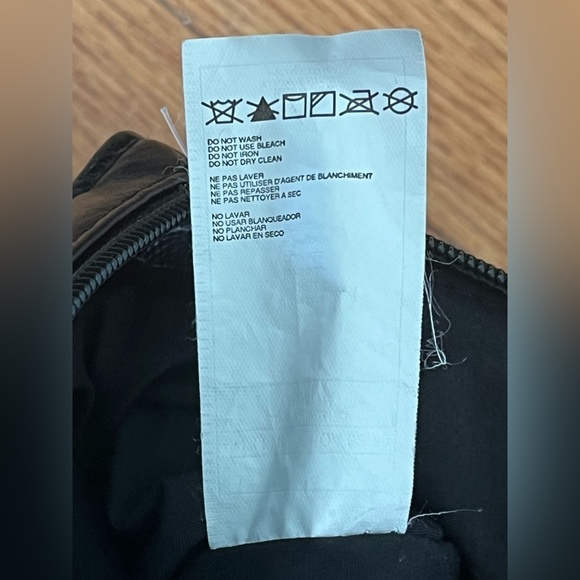 DO NOT WASH
DO NOT USE BLEACH
DO NOT IRON
DO NOT DRY CLEAN
NE PAS LAVER
NE PAS UTILISER D'AGENT DE BLANCHIMENT
NE PAS REPASSER
NE PAS NETTOYER A SEC
NO LAVAR
NO USAR BLANQUEADOR
NO PLANCHAR
NO LAVAR EN SECO